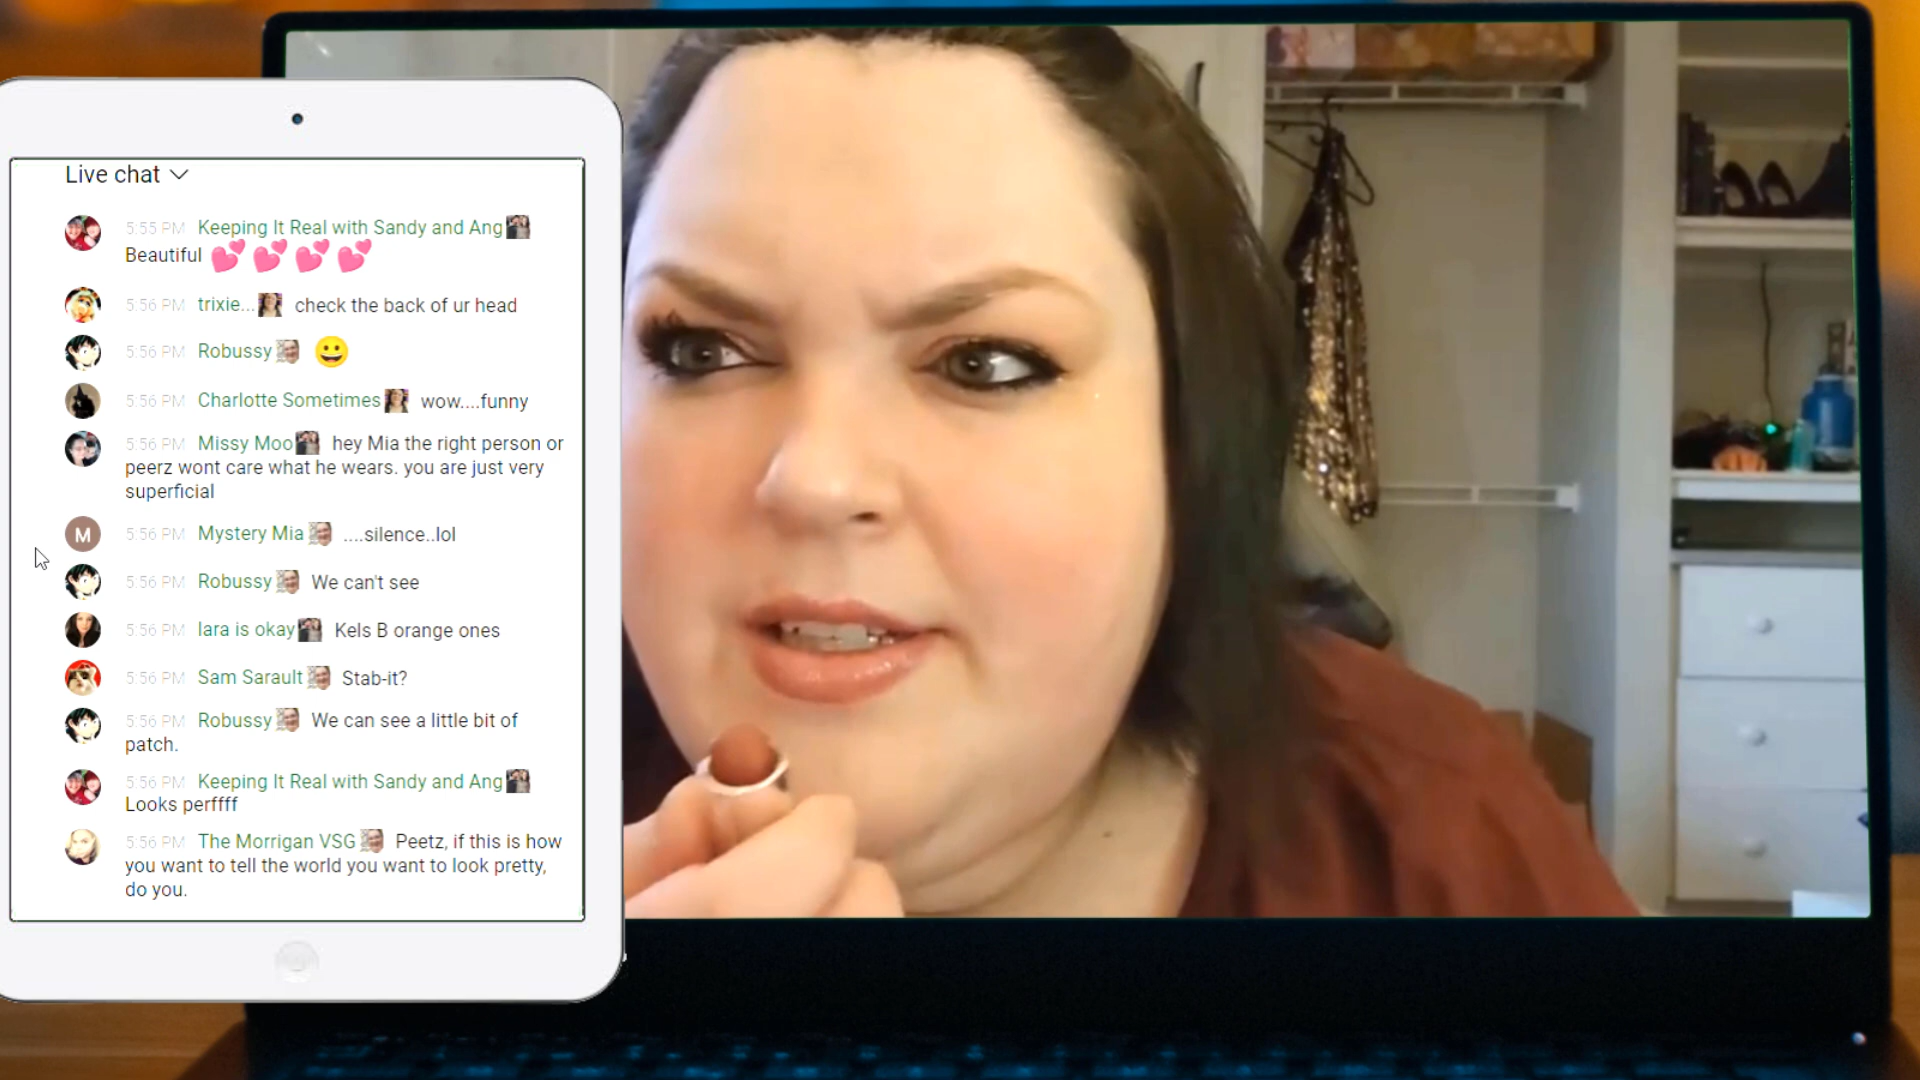 Live chat
5:55 PM Keeping It Real with Sandy and Ang
Beautiful
5:56 PM trixie... check the back of ur head
5:56 PM Robussy
5:56 PM Charlotte Sometimes wow....funny
5:56 PM Missy Moo hey Mia the right person or
peerz wont care what he wears. you are just very
superficial
M
5:56 PM Mystery Mia ....silence..lol
5:56 PM Robussy We can't see
5:56 PM lara is okay Kels B orange ones
5:56 PM Sam Sarault Stab-it?
5:56 PM Robussy We can see a little bit of
patch.
5:56 PM Keeping It Real with Sandy and Ang
Looks perffff
5:56 PM The Morrigan VSG Peetz, if this is how
you want to tell the world you want to look pretty,
do you.